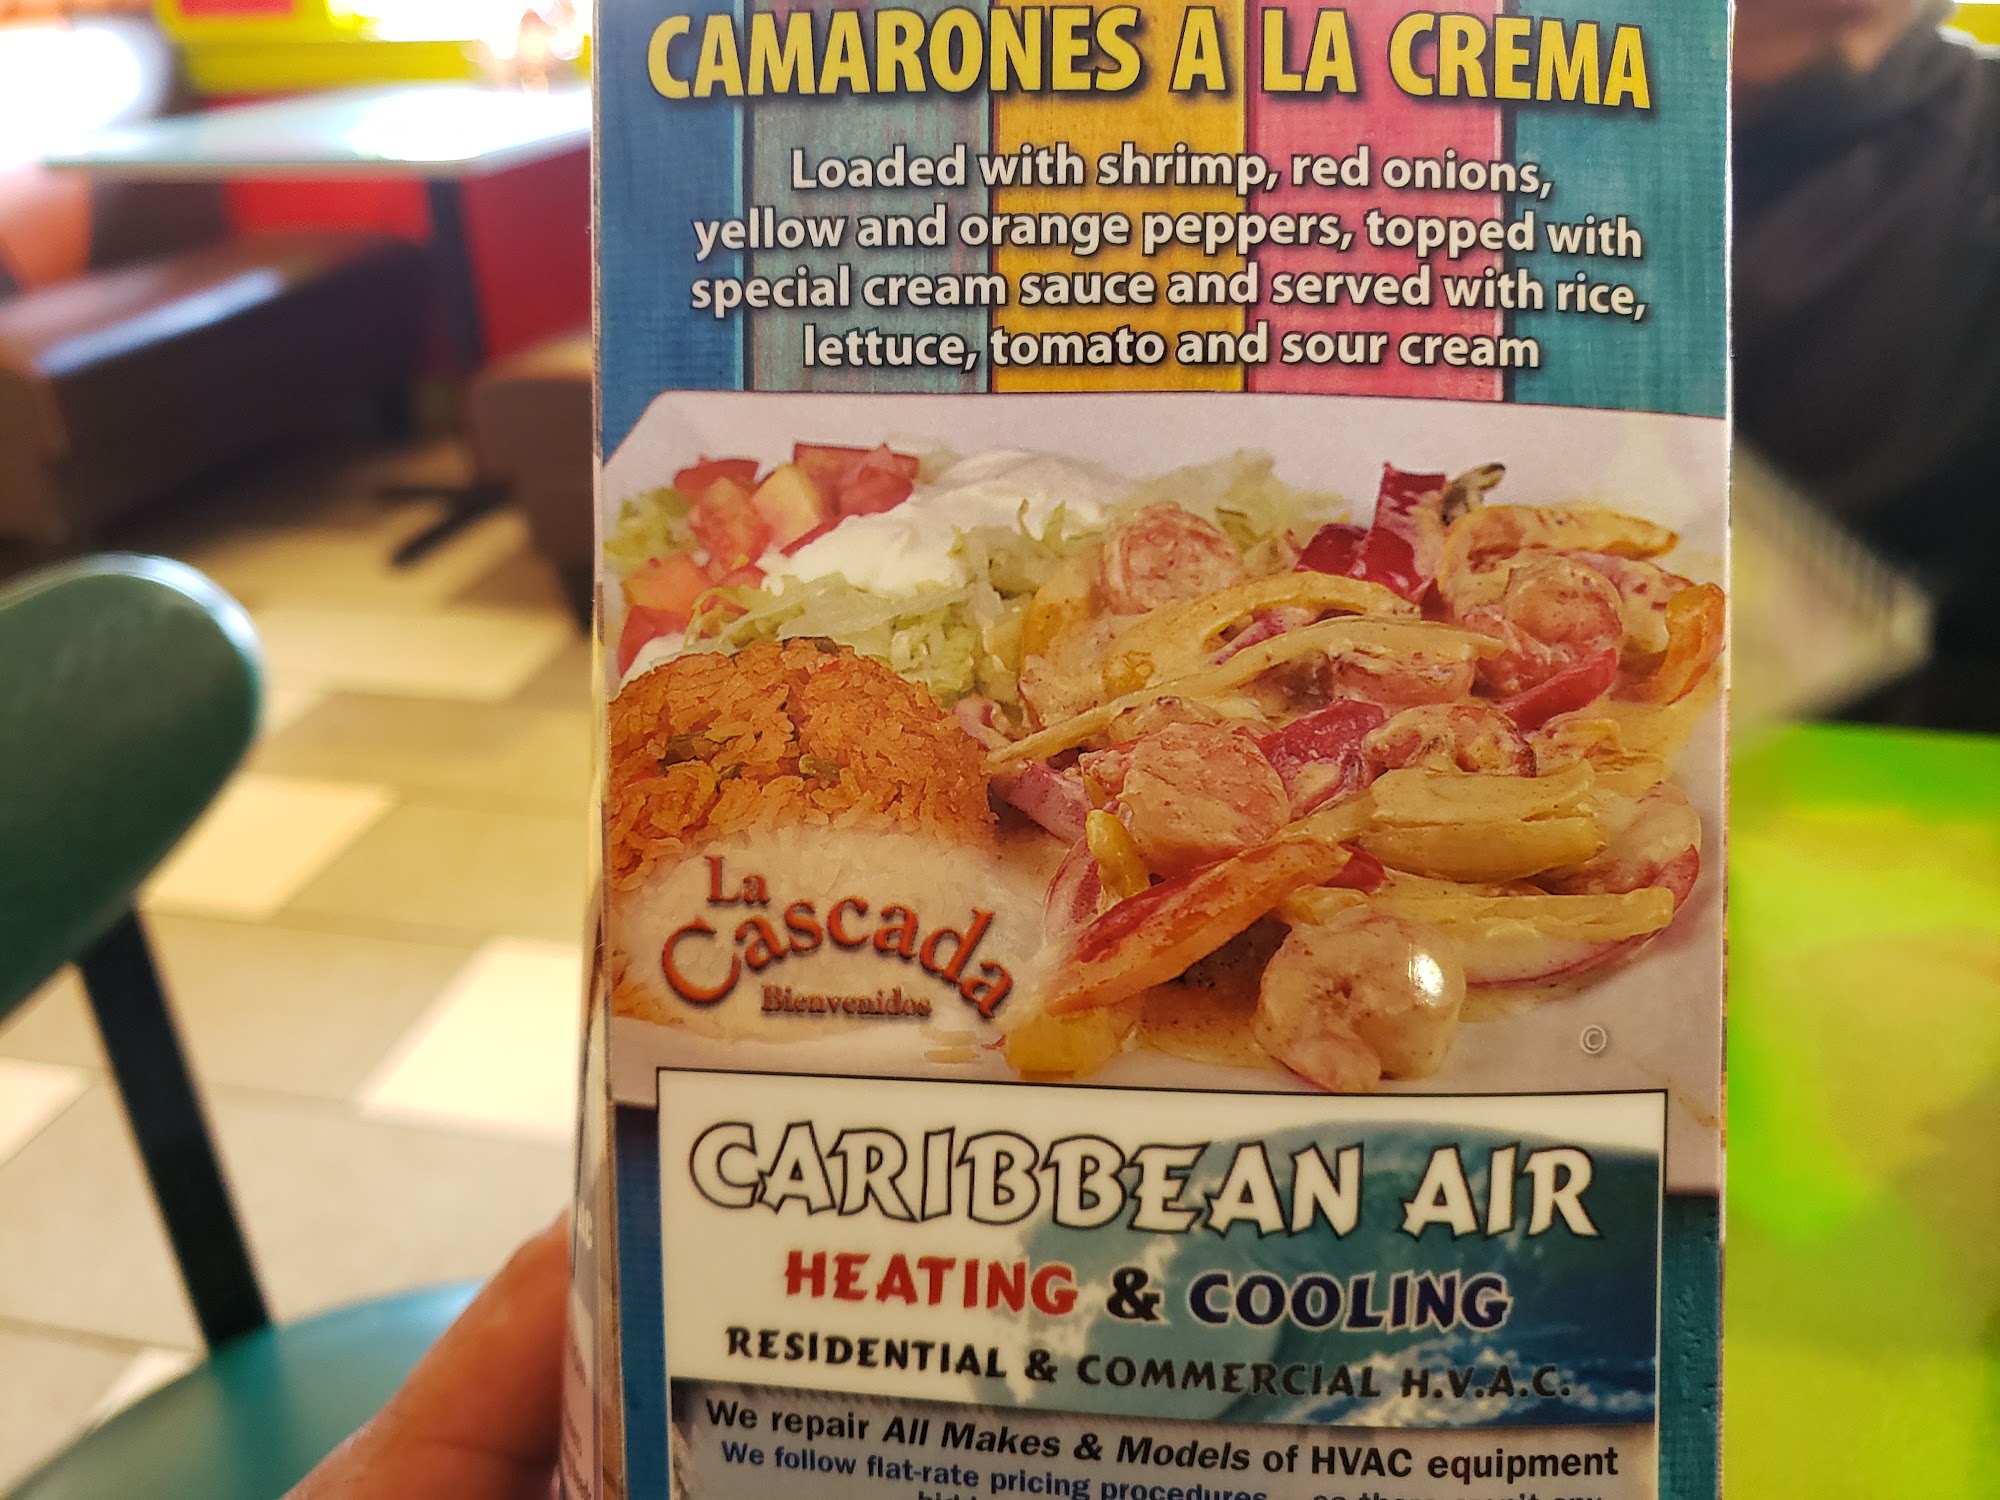 CAMARONES A LA CREMA
Loaded with shrimp, red onions,
yellow and orange peppers, topped with
special cream sauce and served with rice,
lettuce, tomato and sour cream
La
Cascada
Bienvenidos
©
CARIBBEAN AIR
HEATING & COOLING
RESIDENTIAL & COMMERCIAL H.V.A.C.
We repair All Makes & Models of HVAC equipment
We follow flat-rate pricing procedures